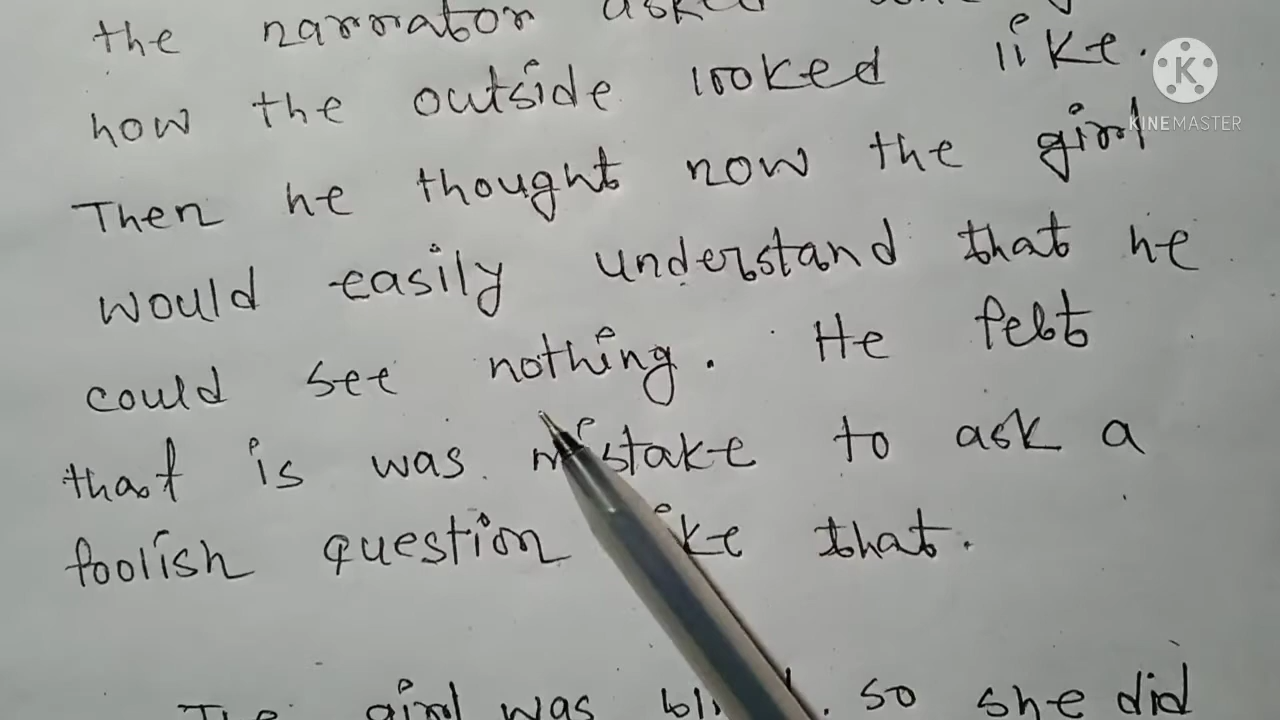 the narrator asked
how the outside looked like.
Then he thought now the girl
would easily understand that he
could see nothing. He felt
that is was mistake to ask a
foolish question like that.
The girl was blind. so she did
K
KINEMASTER